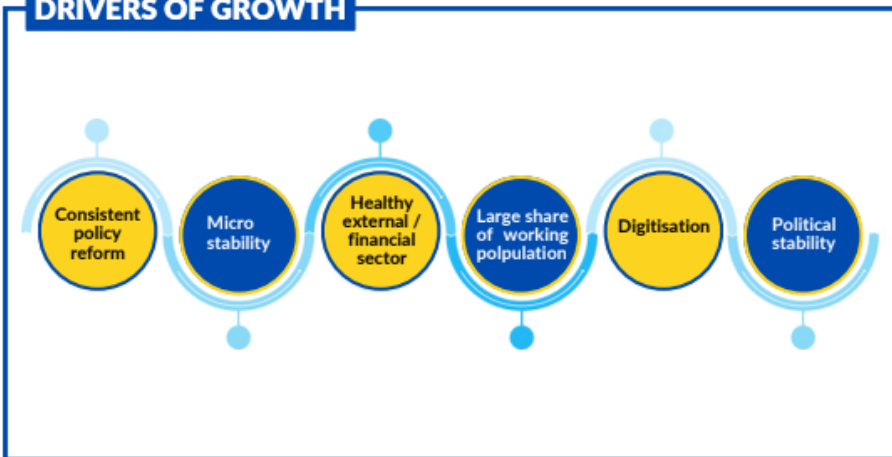 DRIVERS OF GROWTH
Consistent
policy
reform
Micro
stability
Healthy
external /
financial
sector
Large share
of working
polpulation
Digitisation
Political
stability